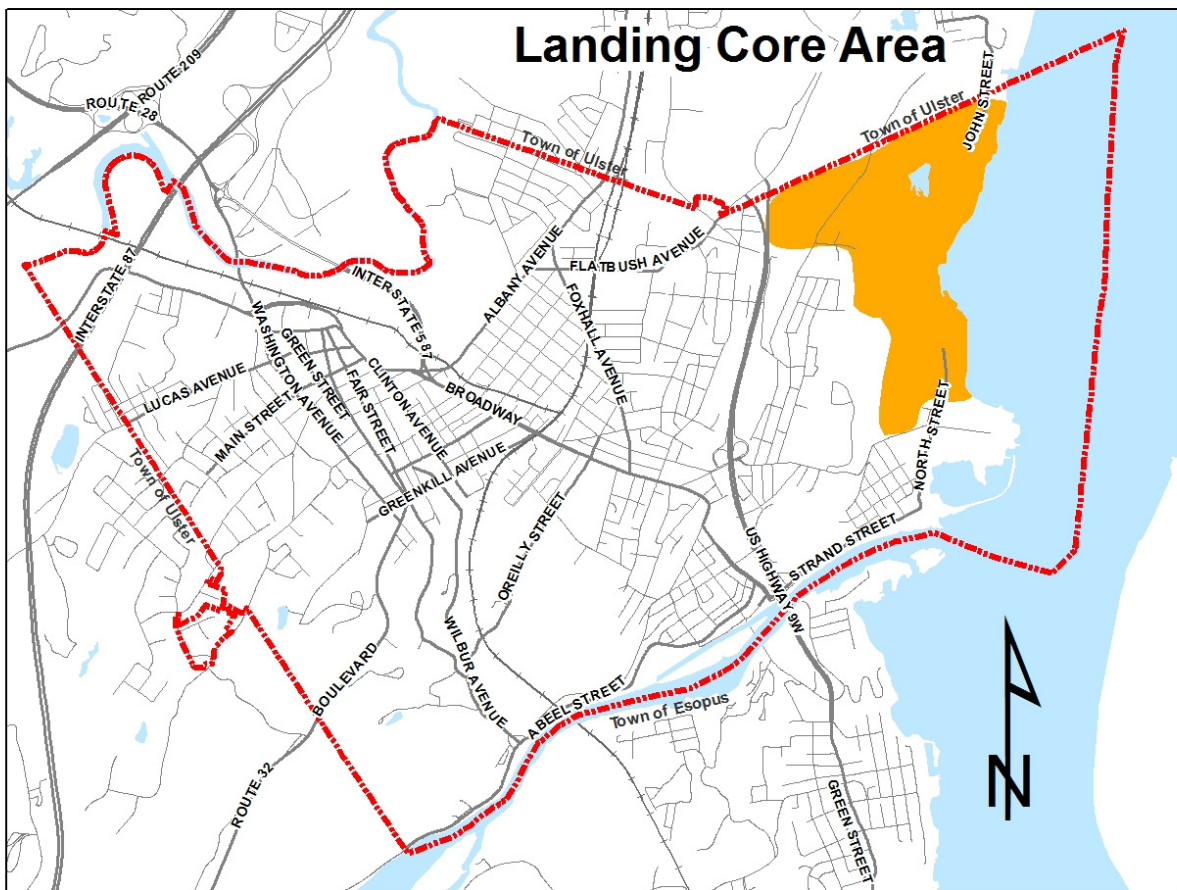 Landing Core Area
ROUTE 209
ROUTE 28
JOHN STREET
Town of Ulster
Town of Ulster
ALBANY AVENUE
FLATBUSH AVENUE
INTERSTATE 87
INTERSTATE 587
FOXHALL AVENUE
WASHINGTON AVENUE
GREEN STREET
FAIR STREET
CLINTON AVENUE
LUCAS AVENUE
MAIN STREET
BROADWAY
GREENKILL AVENUE
NORTH STREET
Town of Ulster
OREILLY STREET
STRAND STREET
US HIGHWAY 9W
WILBUR AVENUE
BOULEVARD
ABEEL STREET
Town of Esopus
ROUTE 32
GREEN STREET
N